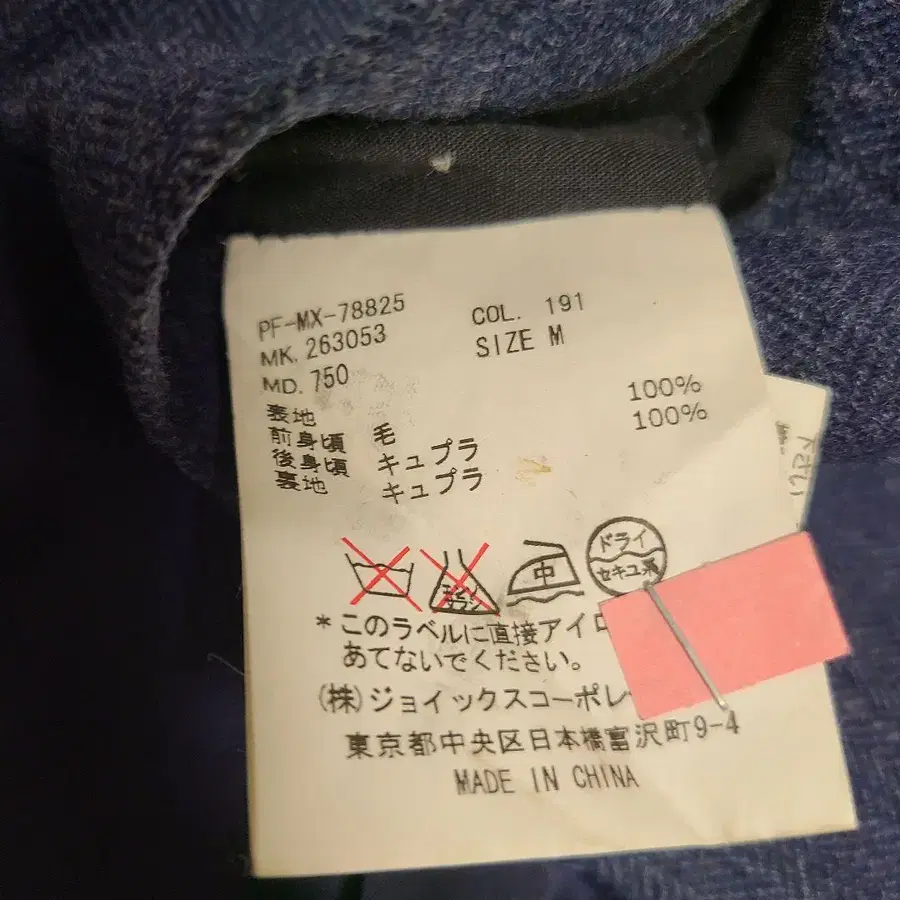 PF-MX-78825
MK. 263053
MD. 750
COL. 191
SIZE M
表地
前身頃 毛 100%
後身頃 キュプラ 100%
裏地 キュプラ
中
ドライ
セキユ系
*このラベルに直接アイロ
あてないでください。
(株)ジョイックスコーポレ
東京都中央区日本橋富沢町9-4
MADE IN CHINA
下さい